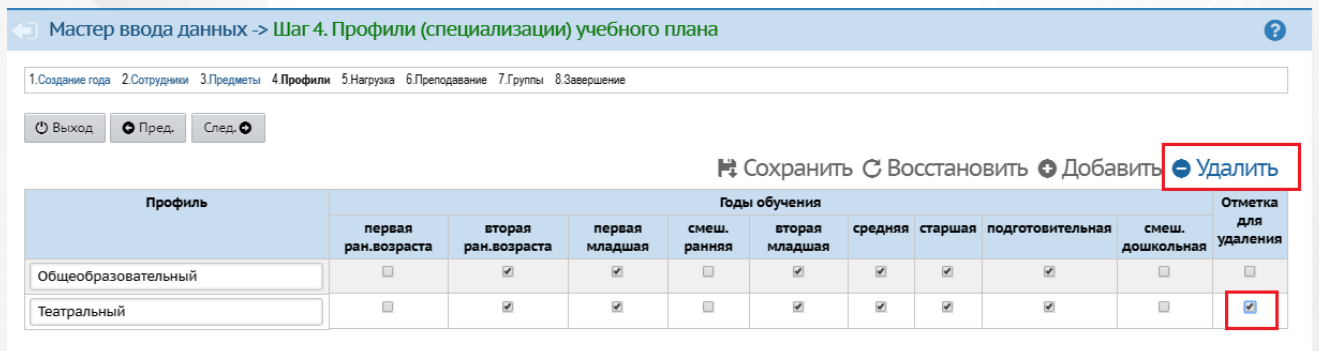 Мастер ввода данных -> Шаг 4. Профили (специализации) учебного плана
1.Создание года 2.Сотрудники 3.Предметы 4.Профили 5.Нагрузка 6.Преподавание 7.Группы 8.Завершение
Выход Пред. След.
Сохранить Восстановить Добавить Удалить
Профиль Годы обучения Отметка для удаления
первая ран.возраста вторая ран.возраста первая младшая смеш. ранняя вторая младшая средняя старшая подготовительная смеш. дошкольная
Общеобразовательный
Театральный